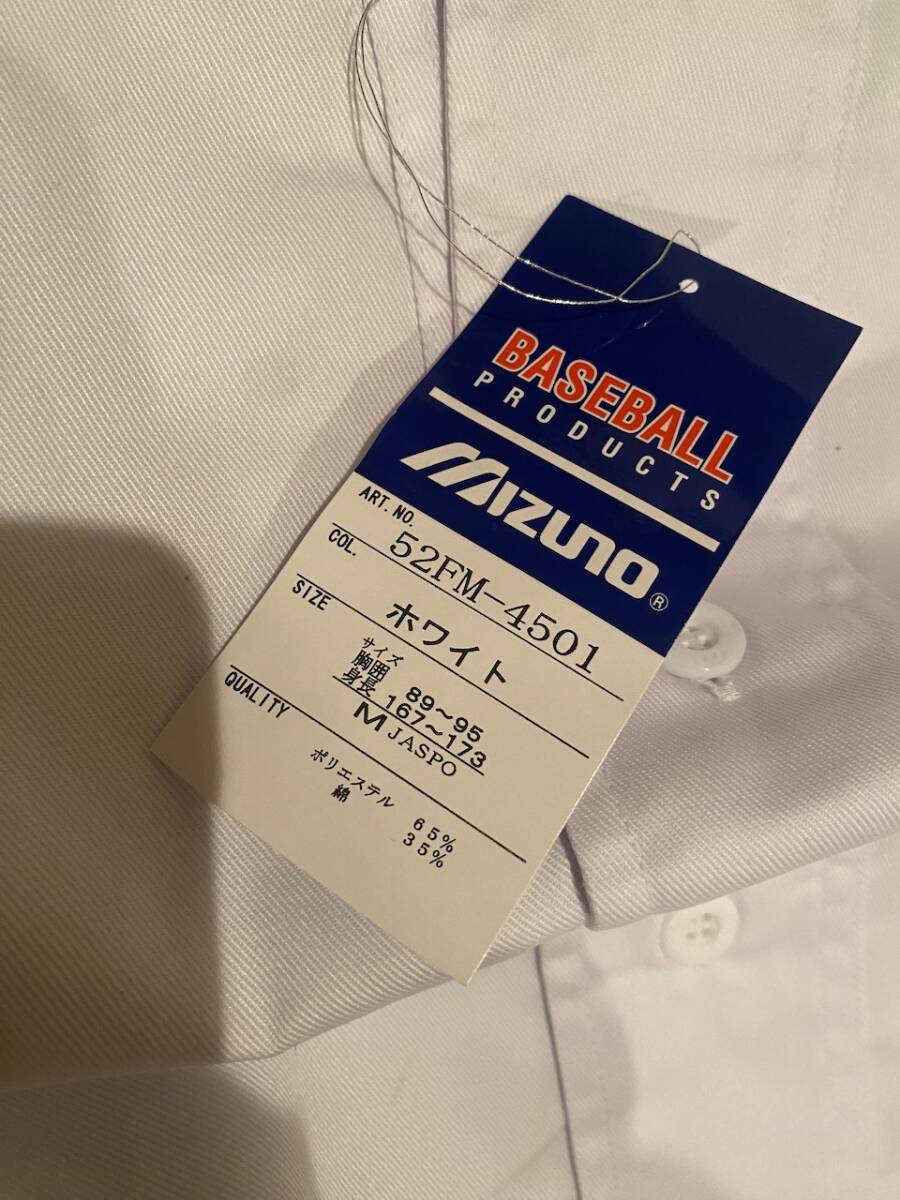 BASEBALL
PRODUCTS
MIZUNO®
ART. NO. 52FM-4501
COL. ホワイト
SIZE サイズ
胸囲 89~95
身長 167~173
M JASPO
QUALITY
ポリエステル 65%
綿 35%